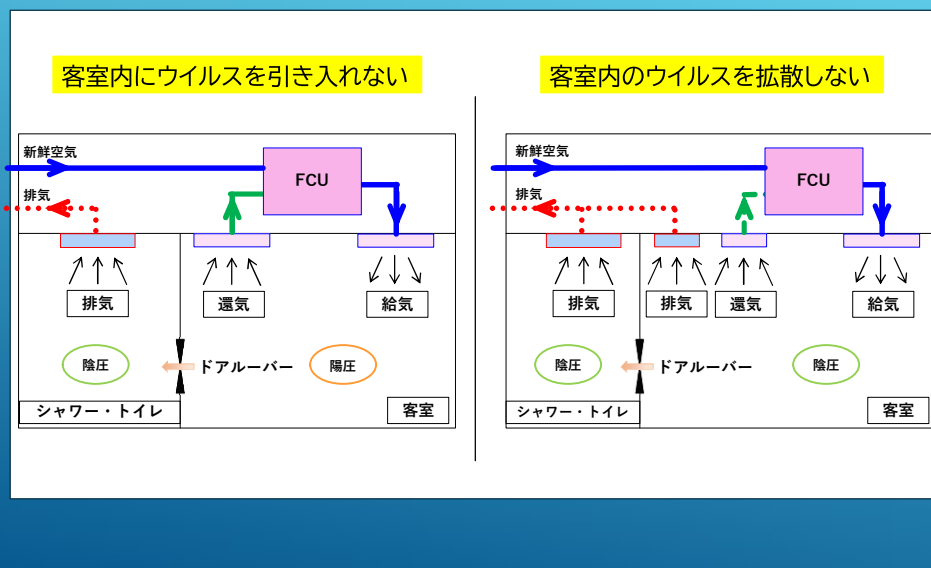 客室内にウイルスを引き入れない
新鮮空気
FCU
排気
排気
還気
給気
陰圧
ドアルーバー
陽圧
シャワー・トイレ
客室
客室内のウイルスを拡散しない
新鮮空気
FCU
排気
排気
排気
還気
給気
陰圧
ドアルーバー
陰圧
シャワー・トイレ
客室